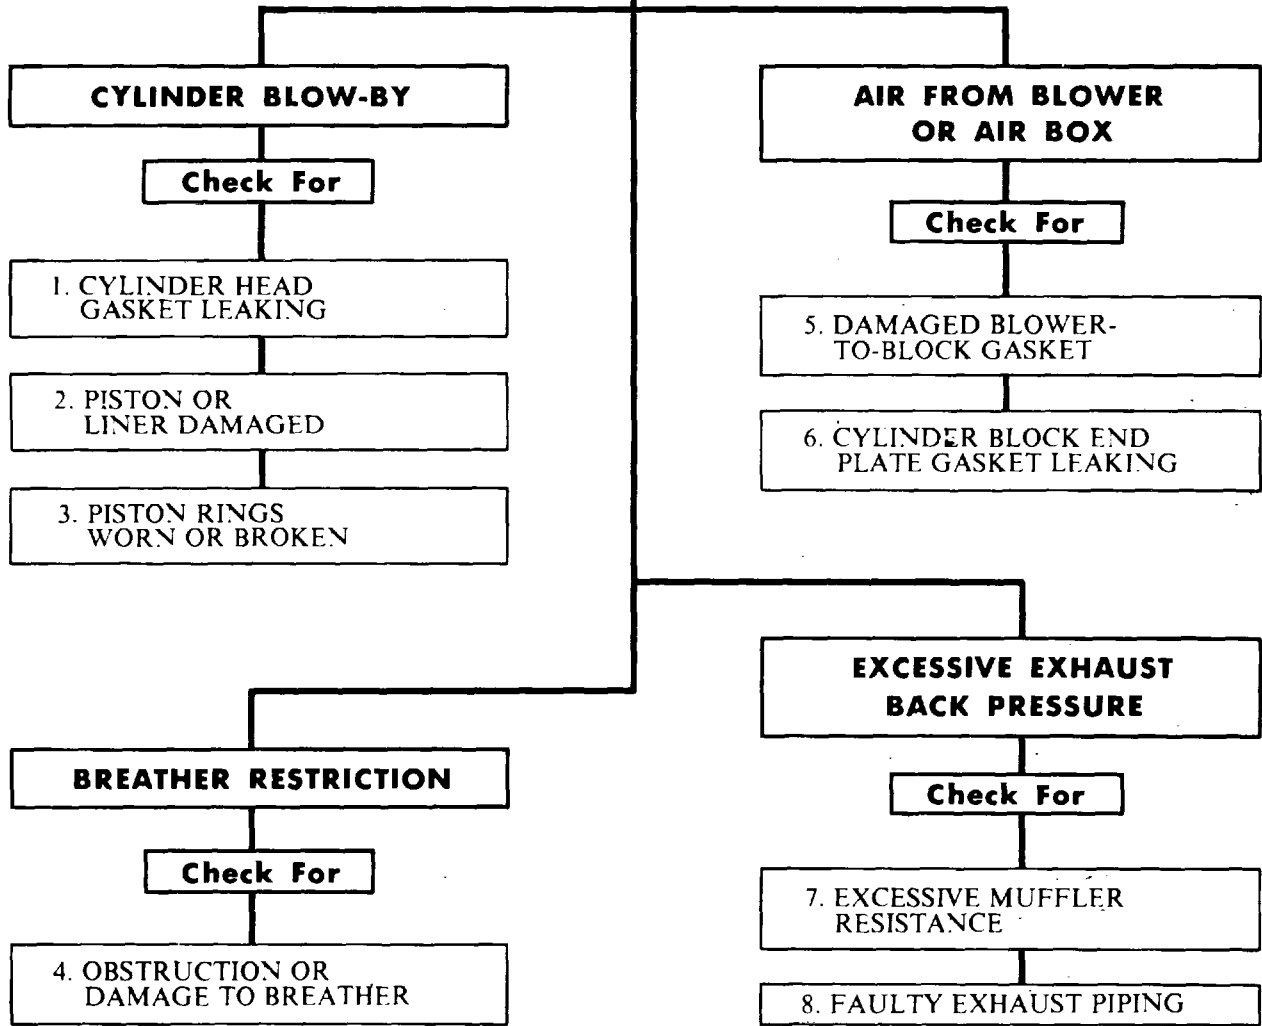 CYLINDER BLOW-BY
Check For
1. CYLINDER HEAD
GASKET LEAKING
2. PISTON OR
LINER DAMAGED
3. PISTON RINGS
WORN OR BROKEN
AIR FROM BLOWER
OR AIR BOX
Check For
5. DAMAGED BLOWER-
TO-BLOCK GASKET
6. CYLINDER BLOCK END
PLATE GASKET LEAKING
BREATHER RESTRICTION
Check For
4. OBSTRUCTION OR
DAMAGE TO BREATHER
EXCESSIVE EXHAUST
BACK PRESSURE
Check For
7. EXCESSIVE MUFFLER
RESISTANCE
8. FAULTY EXHAUST PIPING